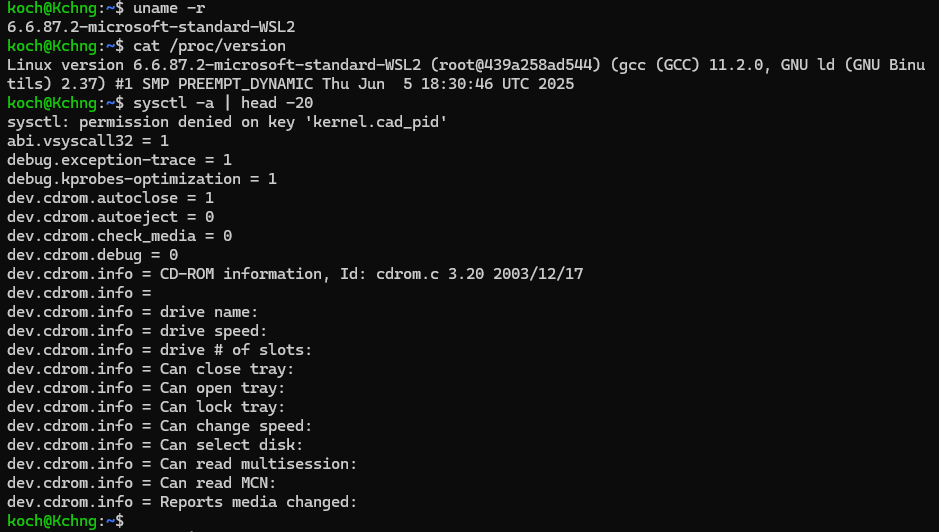 koch@Kchng:~$ uname -r
6.6.87.2-microsoft-standard-WSL2
koch@Kchng:~$ cat /proc/version
Linux version 6.6.87.2-microsoft-standard-WSL2 (root@439a258ad544) (gcc (GCC) 11.2.0, GNU ld (GNU Binu
tils) 2.37) #1 SMP PREEMPT_DYNAMIC Thu Jun  5 18:30:46 UTC 2025
koch@Kchng:~$ sysctl -a | head -20
sysctl: permission denied on key 'kernel.cad_pid'
abi.vsyscall32 = 1
debug.exception-trace = 1
debug.kprobes-optimization = 1
dev.cdrom.autoclose = 1
dev.cdrom.autoeject = 0
dev.cdrom.check_media = 0
dev.cdrom.debug = 0
dev.cdrom.info = CD-ROM information, Id: cdrom.c 3.20 2003/12/17
dev.cdrom.info =
dev.cdrom.info = drive name:
dev.cdrom.info = drive speed:
dev.cdrom.info = drive # of slots:
dev.cdrom.info = Can close tray:
dev.cdrom.info = Can open tray:
dev.cdrom.info = Can lock tray:
dev.cdrom.info = Can change speed:
dev.cdrom.info = Can select disk:
dev.cdrom.info = Can read multisession:
dev.cdrom.info = Can read MCN:
dev.cdrom.info = Reports media changed:
koch@Kchng:~$